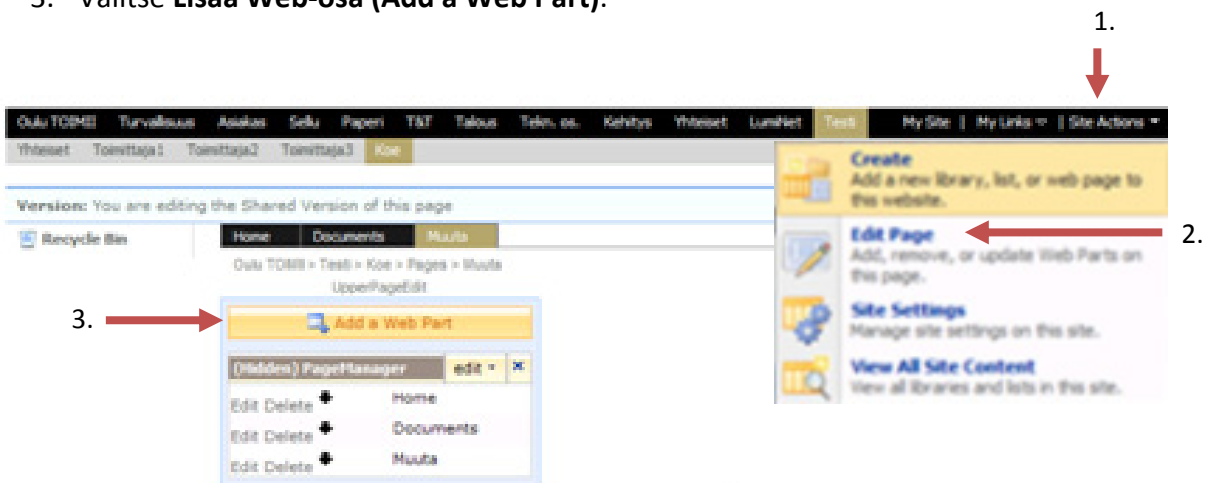 3. Valitse Lisää Web-osa (Add a Web Part).
1.
Oulu TOIMII Turvallisuus Asiakas Sellu Paperi T&T Talous Tekn. os. Kehitys Yhteiset LumiNet Testi My Site | My Links | Site Actions
Yhteiset Toimittaja1 Toimittaja2 Toimittaja3 Koe
Create
Add a new library, list, or web page to
this website.
Version: You are editing the Shared Version of this page
Recycle Bin
Home Documents Muuta
Edit Page
2.
Add, remove, or update Web Parts on
this page.
Oulu TOIMII > Testi > Koe > Pages > Muuta
UpperPageEdit
Site Settings
Manage site settings on this site.
3.
Add a Web Part
View All Site Content
View all libraries and lists in this site.
(Hidden) PageManager edit
Edit Delete Home
Edit Delete Documents
Edit Delete Muuta